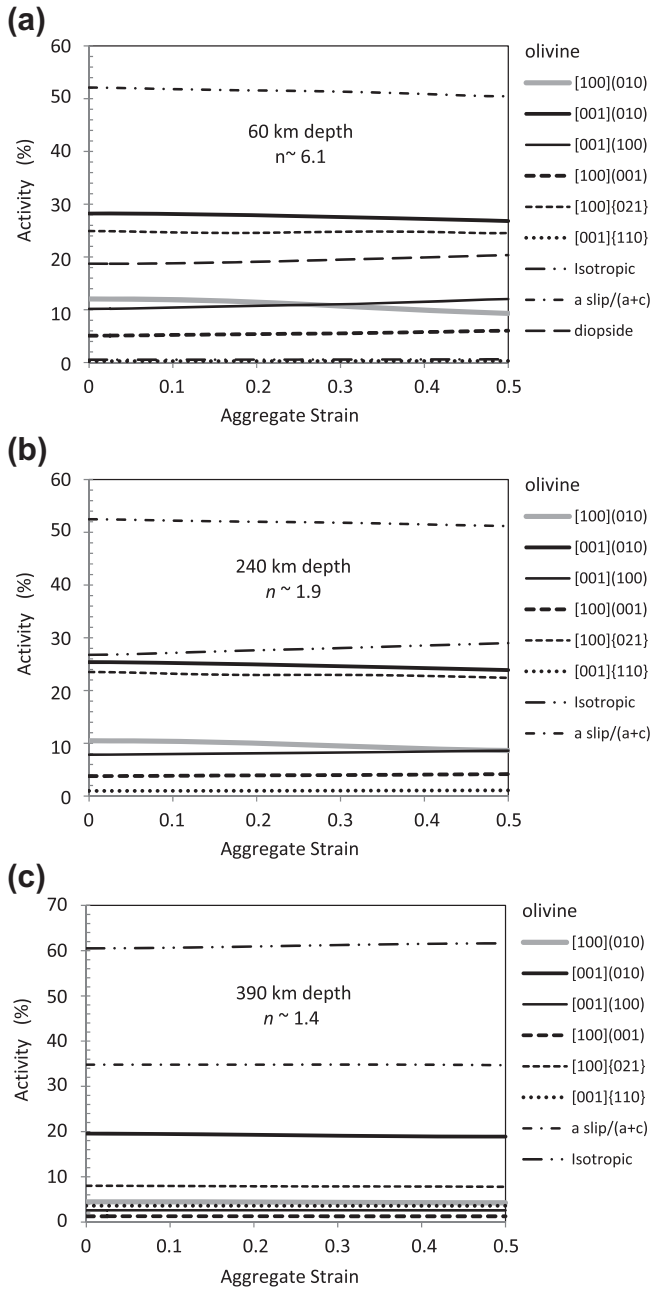 (a)
60
50
40
30
20
10
0
Activity (%)
60 km depth
n~ 6.1
0 0.1 0.2 0.3 0.4 0.5
Aggregate Strain
olivine
[100](010)
[001](010)
[001](100)
[100](001)
[100]{021}
[001]{110}
Isotropic
a slip/(a+c)
diopside
(b)
60
50
40
30
20
10
0
Activity (%)
240 km depth
n ~ 1.9
0 0.1 0.2 0.3 0.4 0.5
Aggregate Strain
olivine
[100](010)
[001](010)
[001](100)
[100](001)
[100]{021}
[001]{110}
Isotropic
a slip/(a+c)
(c)
70
60
50
40
30
20
10
0
Activity (%)
390 km depth
n ~ 1.4
0 0.1 0.2 0.3 0.4 0.5
Aggregate Strain
olivine
[100](010)
[001](010)
[001](100)
[100](001)
[100]{021}
[001]{110}
a slip/(a+c)
Isotropic